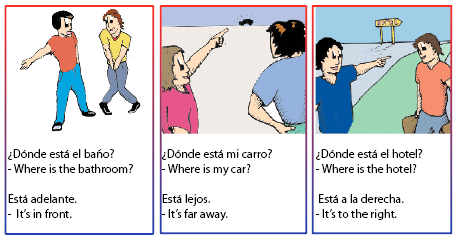 ¿Dónde está el baño?
- Where is the bathroom?
Está adelante.
- It's in front.
¿Dónde está mi carro?
- Where is my car?
Está lejos.
- It's far away.
¿Dónde está el hotel?
- Where is the hotel?
Está a la derecha.
- It's to the right.